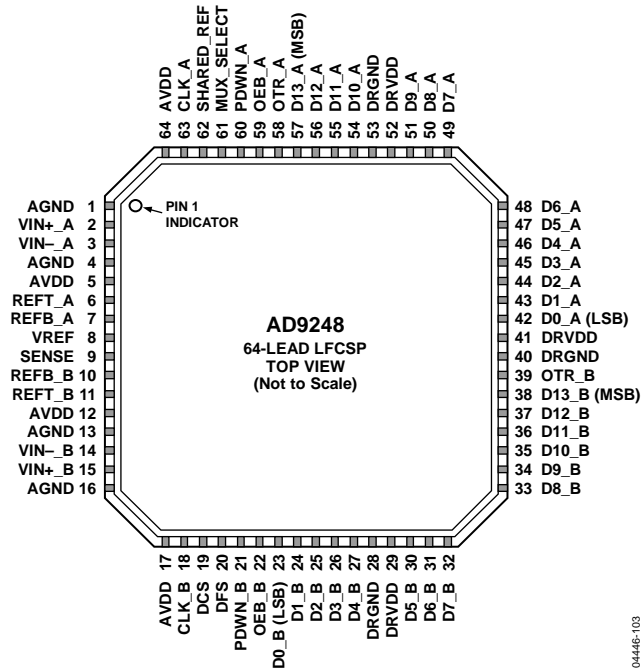 64 AVDD
63 CLK_A
62 SHARED_REF
61 MUX_SELECT
60 PDWN_A
59 OEB_A
58 OTR_A
57 D13_A (MSB)
56 D12_A
55 D11_A
54 D10_A
53 DRGND
52 DRVDD
51 D9_A
50 D8_A
49 D7_A
AGND 1
VIN+_A 2
VIN–_A 3
AGND 4
AVDD 5
REFT_A 6
REFB_A 7
VREF 8
SENSE 9
REFB_B 10
REFT_B 11
AVDD 12
AGND 13
VIN–_B 14
VIN+_B 15
AGND 16
PIN 1
INDICATOR
AD9248
64-LEAD LFCSP
TOP VIEW
(Not to Scale)
48 D6_A
47 D5_A
46 D4_A
45 D3_A
44 D2_A
43 D1_A
42 D0_A (LSB)
41 DRVDD
40 DRGND
39 OTR_B
38 D13_B (MSB)
37 D12_B
36 D11_B
35 D10_B
34 D9_B
33 D8_B
AVDD 17
CLK_B 18
DCS 19
DFS 20
PDWN_B 21
OEB_B 22
D0_B (LSB) 23
D1_B 24
D2_B 25
D3_B 26
D4_B 27
DRGND 28
DRVDD 29
D5_B 30
D6_B 31
D7_B 32
04446-103